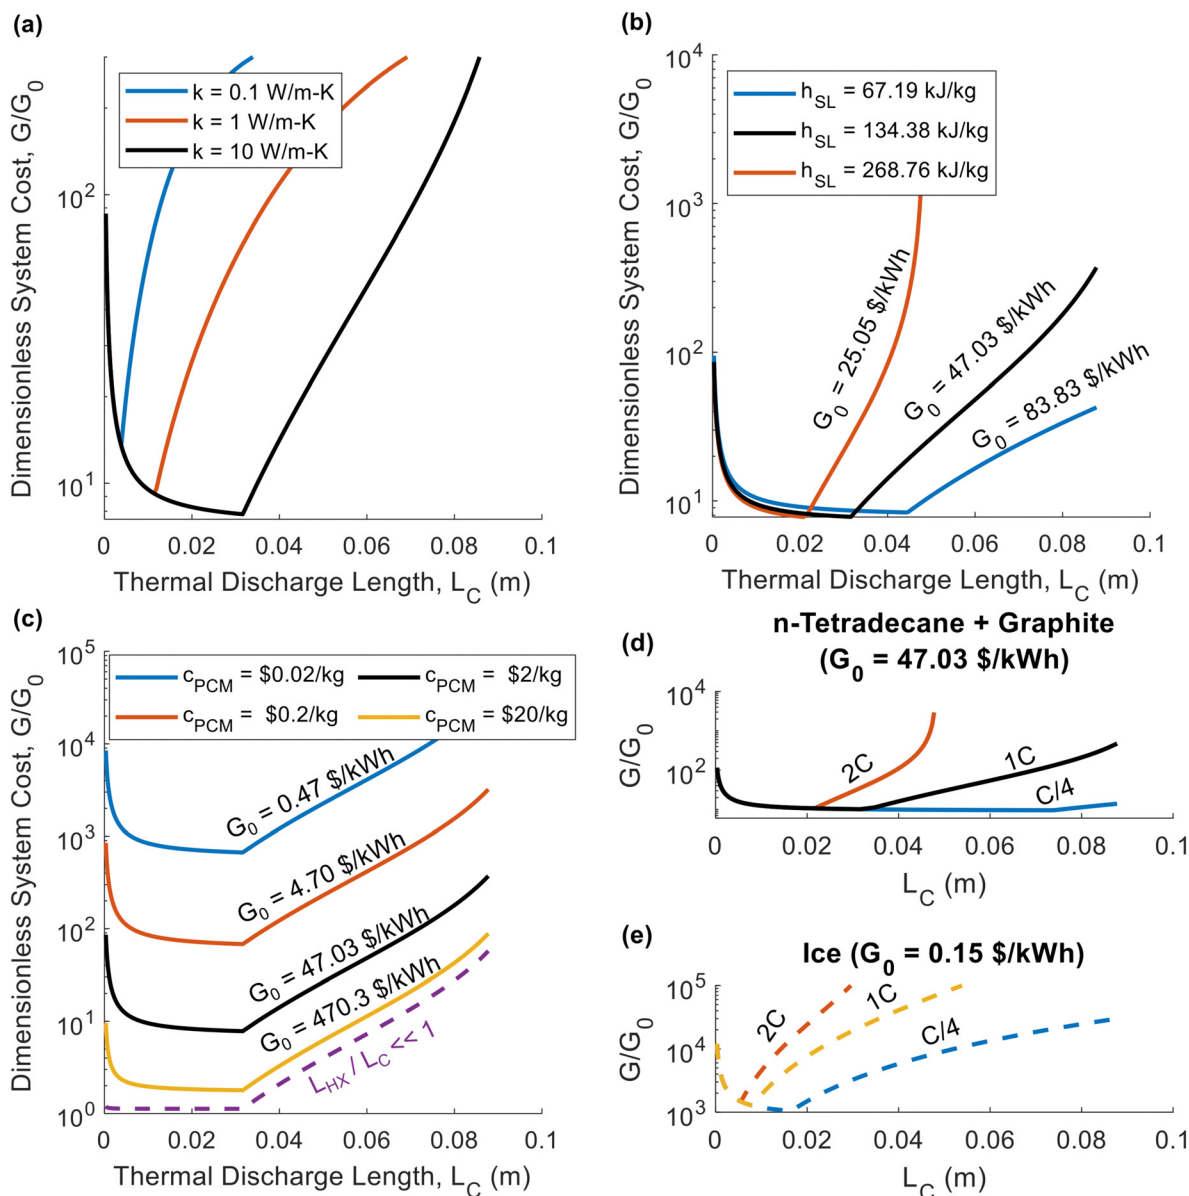 (a)
Dimensionless System Cost, G/G0
10^2
10^1
k = 0.1 W/m-K
k = 1 W/m-K
k = 10 W/m-K
0 0.02 0.04 0.06 0.08 0.1
Thermal Discharge Length, LC (m)
(b)
Dimensionless System Cost, G/G0
10^4
10^3
10^2
10^1
hSL = 67.19 kJ/kg
hSL = 134.38 kJ/kg
hSL = 268.76 kJ/kg
G0 = 25.05 $/kWh
G0 = 47.03 $/kWh
G0 = 83.83 $/kWh
0 0.02 0.04 0.06 0.08 0.1
Thermal Discharge Length, LC (m)
(c)
Dimensionless System Cost, G/G0
10^5
10^4
10^3
10^2
10^1
10^0
cPCM = $0.02/kg
cPCM = $2/kg
cPCM = $0.2/kg
cPCM = $20/kg
G0 = 0.47 $/kWh
G0 = 4.70 $/kWh
G0 = 47.03 $/kWh
G0 = 470.3 $/kWh
LHX / LC << 1
0 0.02 0.04 0.06 0.08 0.1
Thermal Discharge Length, LC (m)
(d)
n-Tetradecane + Graphite
(G0 = 47.03 $/kWh)
G/G0
10^4
10^2
2C
1C
C/4
0 0.02 0.04 0.06 0.08 0.1
LC (m)
(e)
Ice (G0 = 0.15 $/kWh)
G/G0
10^5
10^4
10^3
2C
1C
C/4
0 0.02 0.04 0.06 0.08 0.1
LC (m)